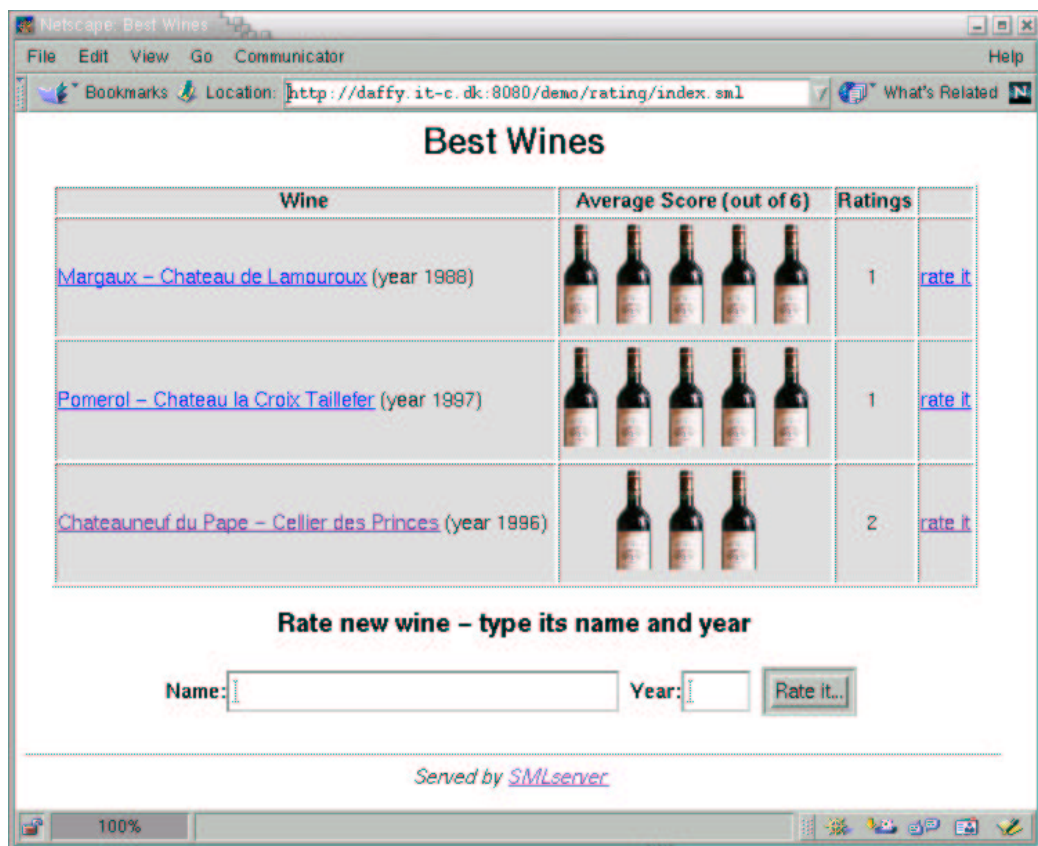 Netscape: Best Wines
File Edit View Go Communicator Help
Bookmarks Location: http://daffy.it-c.dk:8080/demo/rating/index.sml What's Related N
Best Wines
Wine Average Score (out of 6) Ratings
Margaux – Chateau de Lamouroux (year 1988) 1 rate it
Pomerol – Chateau la Croix Taillefer (year 1997) 1 rate it
Chateauneuf du Pape – Cellier des Princes (year 1996) 2 rate it
Rate new wine – type its name and year
Name: Year: Rate it...
Served by SMLserver
100%